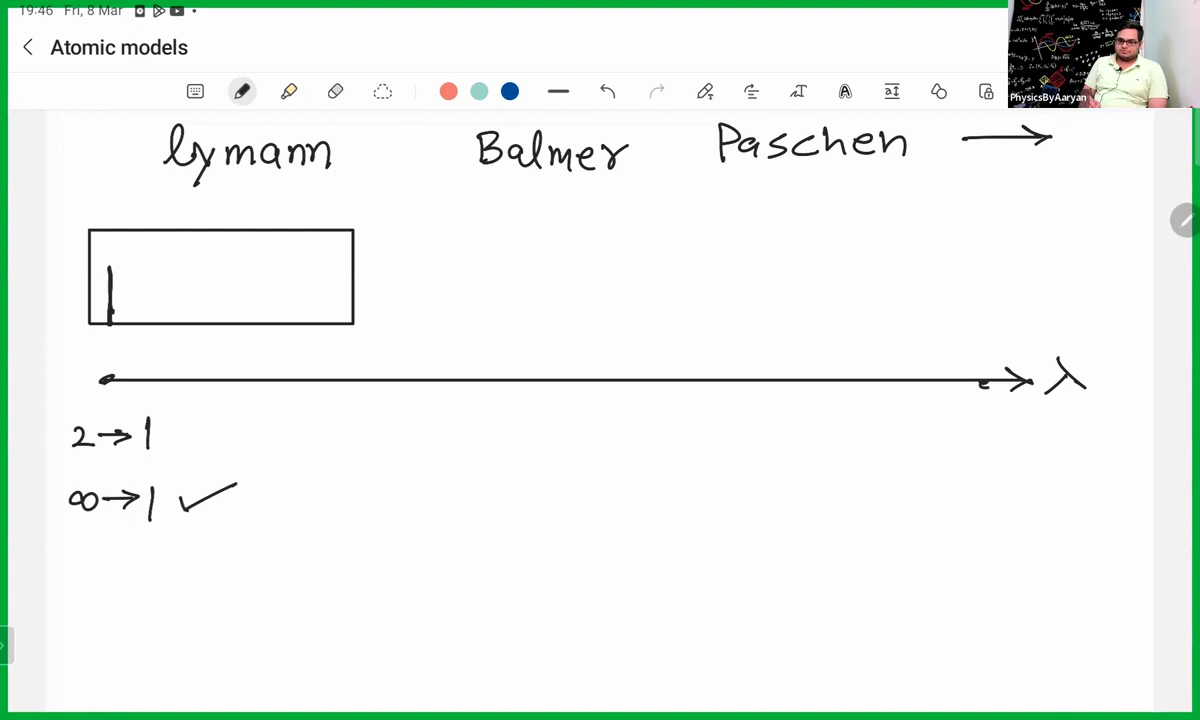 19:46 Fri, 8 Mar
Atomic models
PhysicsByAaryan
lymann Balmer Paschen →
λ
2→1
∞→1 ✓